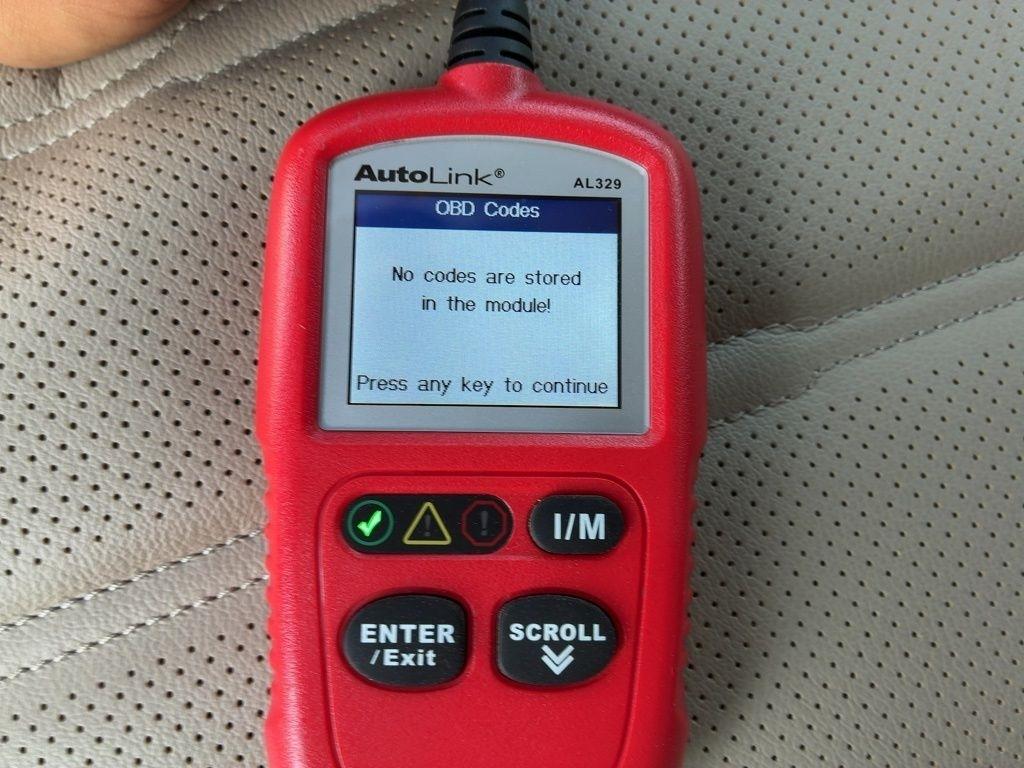 AutoLink®
AL329
OBD Codes
No codes are stored
in the module!
Press any key to continue
I/M
ENTER
/Exit
SCROLL